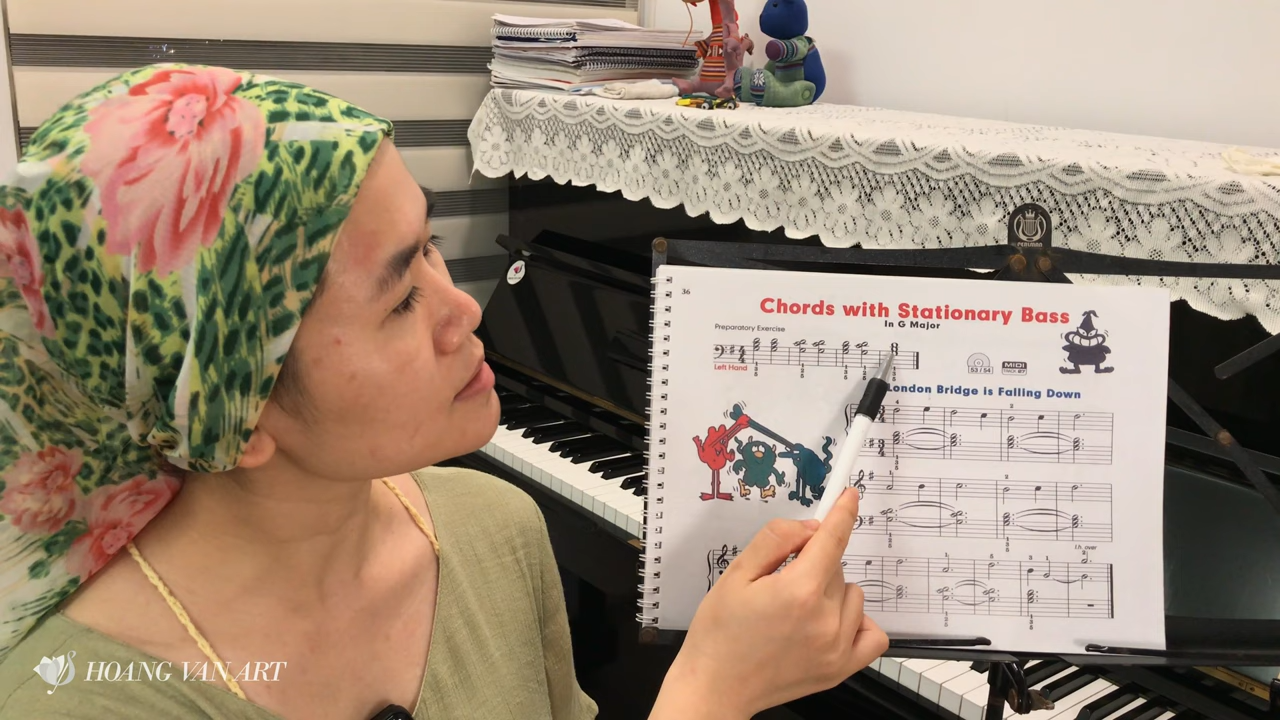 36
Chords with Stationary Bass
In G Major
Preparatory Exercise
Left Hand
53 / 54
MIDI
London Bridge is Falling Down
l.h. over
HOANG VAN ART